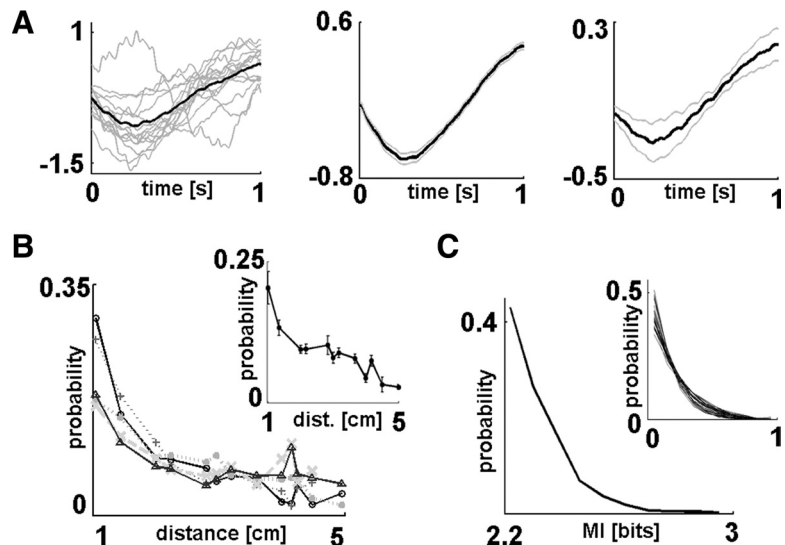 A
1
-1.5
0
time [s]
1
0.6
-0.8
0
time [s]
1
0.3
-0.5
0
time [s]
1
B
0.35
probability
0
1
distance [cm]
5
0.25
probability
0
1
dist. [cm]
5
C
0.4
probability
2.2
MI [bits]
3
0.5
0
0
1